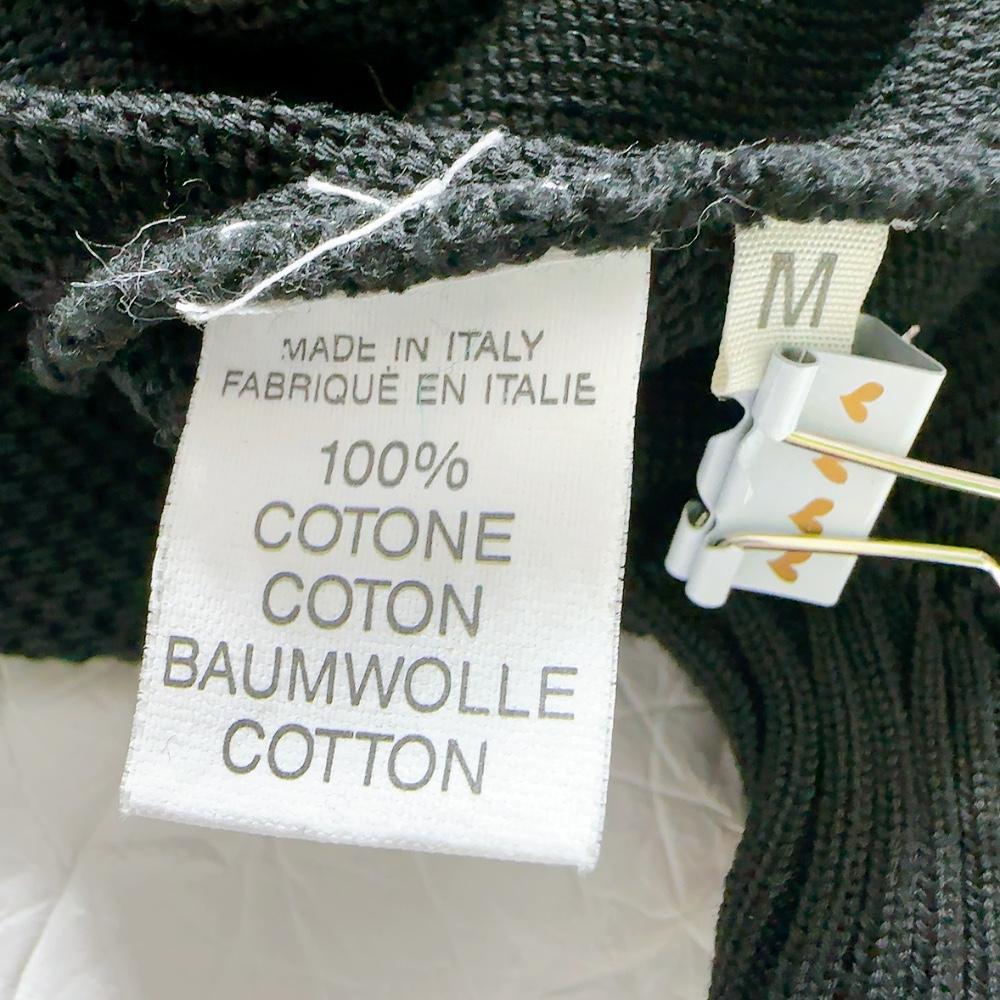 MADE IN ITALY
FABRIQUÉ EN ITALIE
100%
COTONE
COTON
BAUMWOLLE
COTTON
M